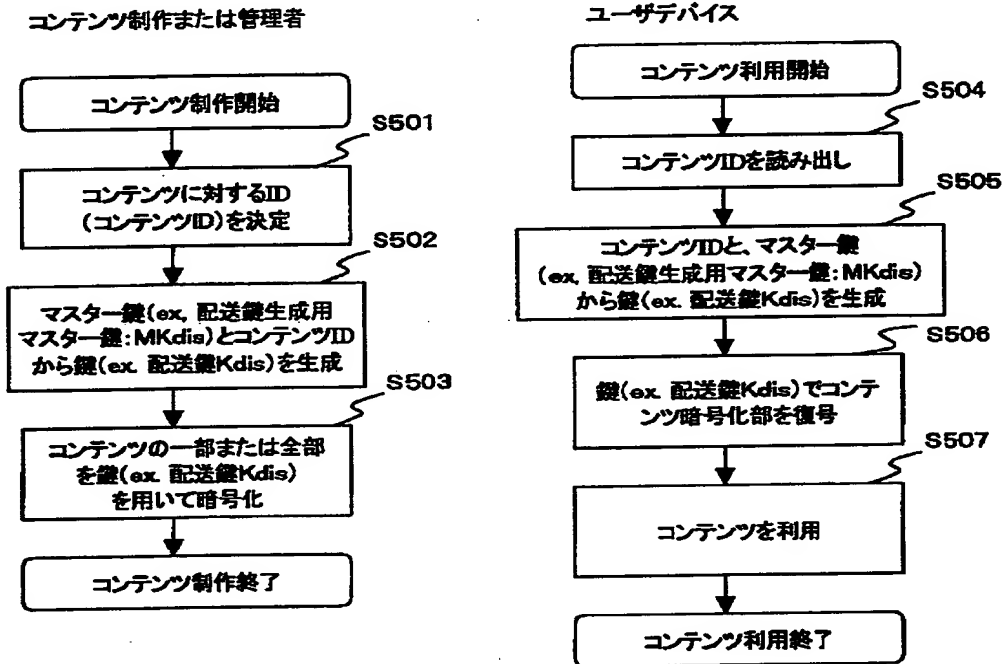 コンテンツ制作または管理者
コンテンツ制作開始
S501
コンテンツに対するID
(コンテンツID)を決定
S502
マスター鍵(ex, 配送鍵生成用
マスター鍵:MKdis)とコンテンツID
から鍵(ex. 配送鍵Kdis)を生成
S503
コンテンツの一部または全部
を鍵(ex. 配送鍵Kdis)
を用いて暗号化
コンテンツ制作終了
ユーザデバイス
コンテンツ利用開始
S504
コンテンツIDを読み出し
S505
コンテンツIDと、マスター鍵
(ex, 配送鍵生成用マスター鍵:MKdis)
から鍵(ex. 配送鍵Kdis)を生成
S506
鍵(ex. 配送鍵Kdis)でコンテ
ンツ暗号化部を復号
S507
コンテンツを利用
コンテンツ利用終了